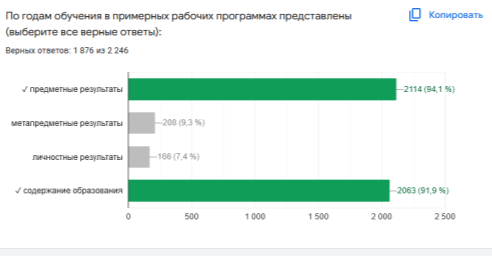 По годам обучения в примерных рабочих программах представлены
(выберите все верные ответы):
Копировать
Верных ответов: 1 876 из 2 246
✓ предметные результаты
2114 (94,1 %)
метапредметные результаты
208 (9,3 %)
личностные результаты
166 (7,4 %)
✓ содержание образования
2063 (91,9 %)
0 500 1 000 1 500 2 000 2 500